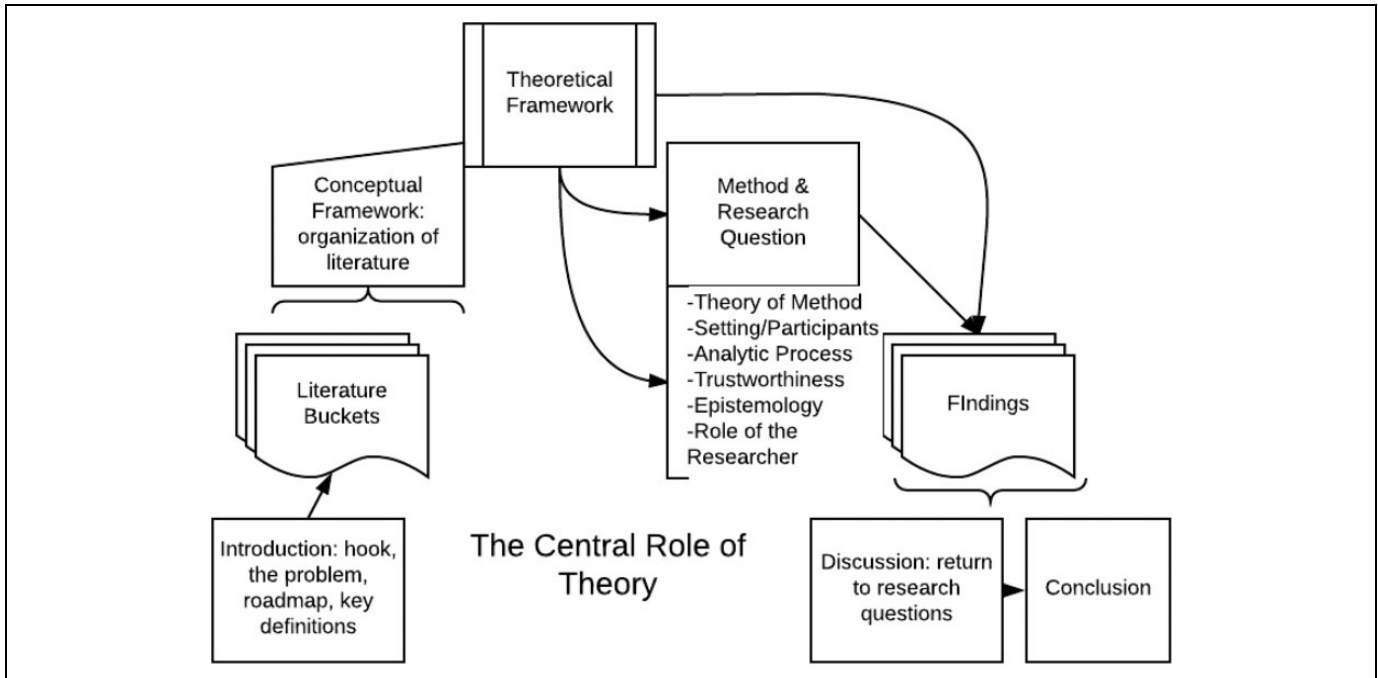 Theoretical
Framework
Conceptual
Framework:
organization of
literature
Method &
Research
Question
-Theory of Method
-Setting/Participants
-Analytic Process
-Trustworthiness
-Epistemology
-Role of the
Researcher
Literature
Buckets
FIndings
Introduction: hook,
the problem,
roadmap, key
definitions
The Central Role of
Theory
Discussion: return
to research
questions
Conclusion